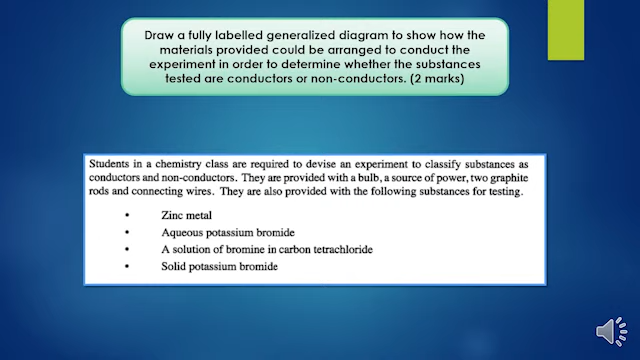 Draw a fully labelled generalized diagram to show how the
materials provided could be arranged to conduct the
experiment in order to determine whether the substances
tested are conductors or non-conductors. (2 marks)
Students in a chemistry class are required to devise an experiment to classify substances as
conductors and non-conductors. They are provided with a bulb, a source of power, two graphite
rods and connecting wires. They are also provided with the following substances for testing.
• Zinc metal
• Aqueous potassium bromide
• A solution of bromine in carbon tetrachloride
• Solid potassium bromide